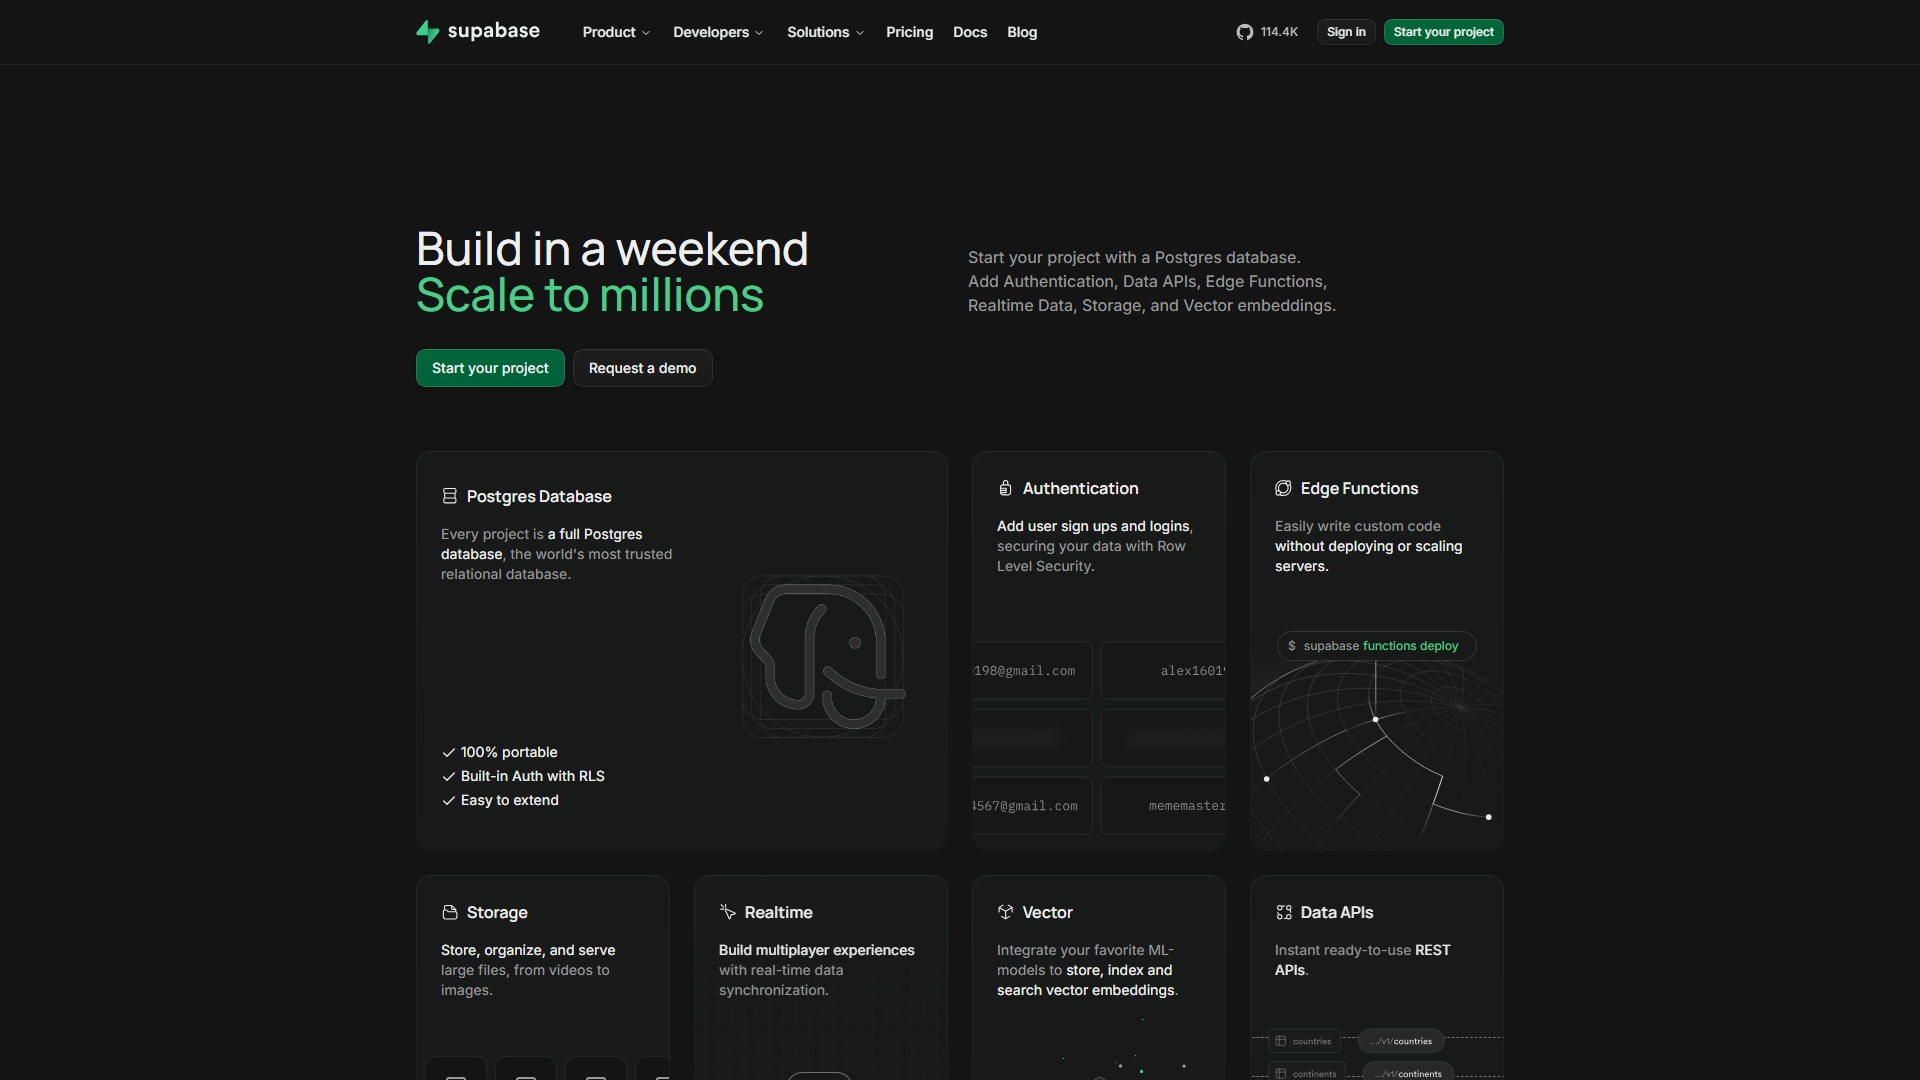 supabase
Product
Developers
Solutions
Pricing
Docs
Blog
114.4K
Sign in
Start your project
Build in a weekend
Scale to millions
Start your project with a Postgres database.
Add Authentication, Data APIs, Edge Functions,
Realtime Data, Storage, and Vector embeddings.
Start your project
Request a demo
Postgres Database
Every project is a full Postgres
database, the world's most trusted
relational database.
100% portable
Built-in Auth with RLS
Easy to extend
Authentication
Add user sign ups and logins,
securing your data with Row
Level Security.
198@gmail.com
alex1601
4567@gmail.com
mememaster
Edge Functions
Easily write custom code
without deploying or scaling
servers.
$ supabase functions deploy
Storage
Store, organize, and serve
large files, from videos to
images.
Realtime
Build multiplayer experiences
with real-time data
synchronization.
Vector
Integrate your favorite ML-
models to store, index and
search vector embeddings.
Data APIs
Instant ready-to-use REST
APIs.
countries
.../v1/countries
continents
.../v1/continents